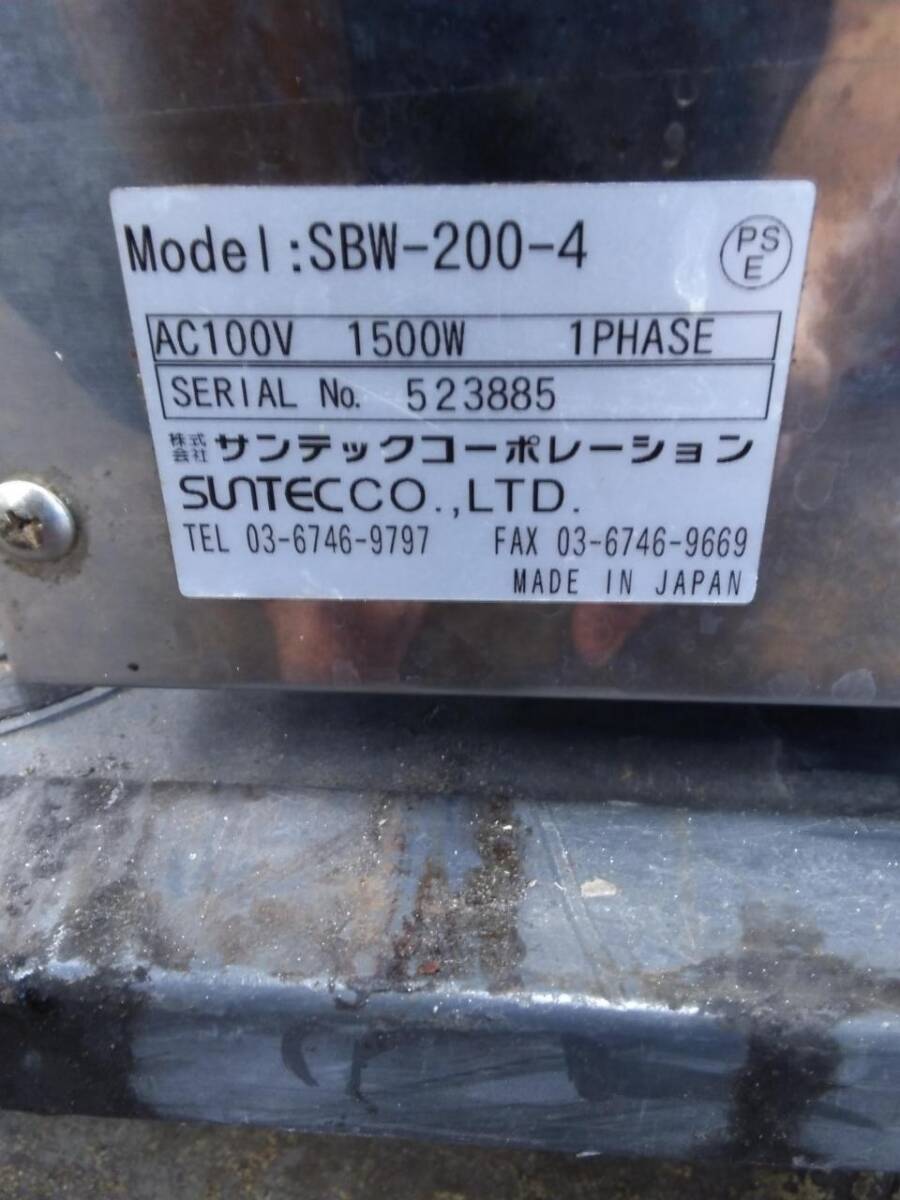 Model:SBW-200-4
PS
E
AC100V 1500W 1PHASE
SERIAL No. 523885
株式会社 サンテックコーポレーション
SUNTECCO.,LTD.
TEL 03-6746-9797 FAX 03-6746-9669
MADE IN JAPAN